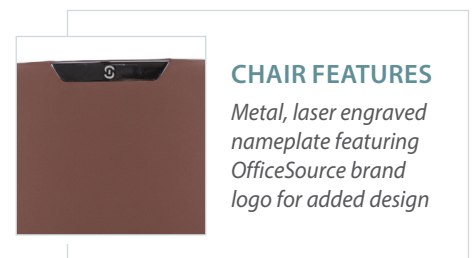 CHAIR FEATURES
Metal, laser engraved
nameplate featuring
OfficeSource brand
logo for added design